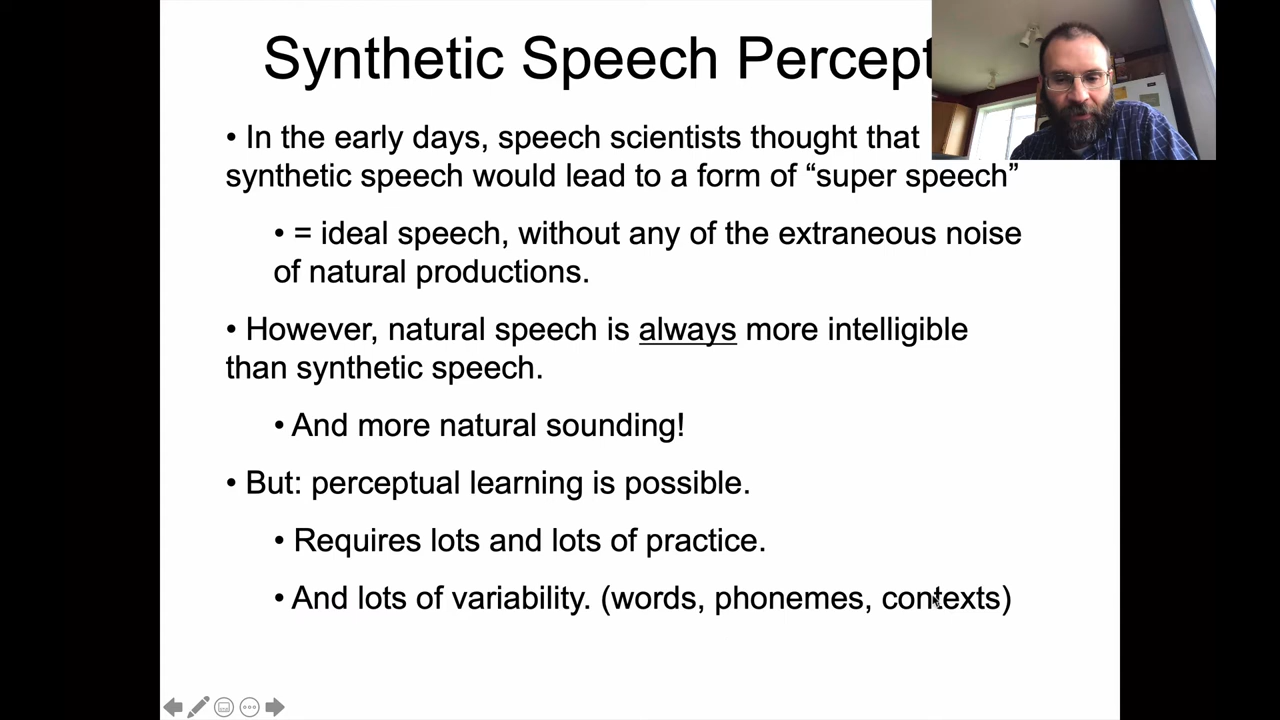 Synthetic Speech Percept
• In the early days, speech scientists thought that
synthetic speech would lead to a form of “super speech”
• = ideal speech, without any of the extraneous noise
of natural productions.
• However, natural speech is always more intelligible
than synthetic speech.
• And more natural sounding!
• But: perceptual learning is possible.
• Requires lots and lots of practice.
• And lots of variability. (words, phonemes, contexts)